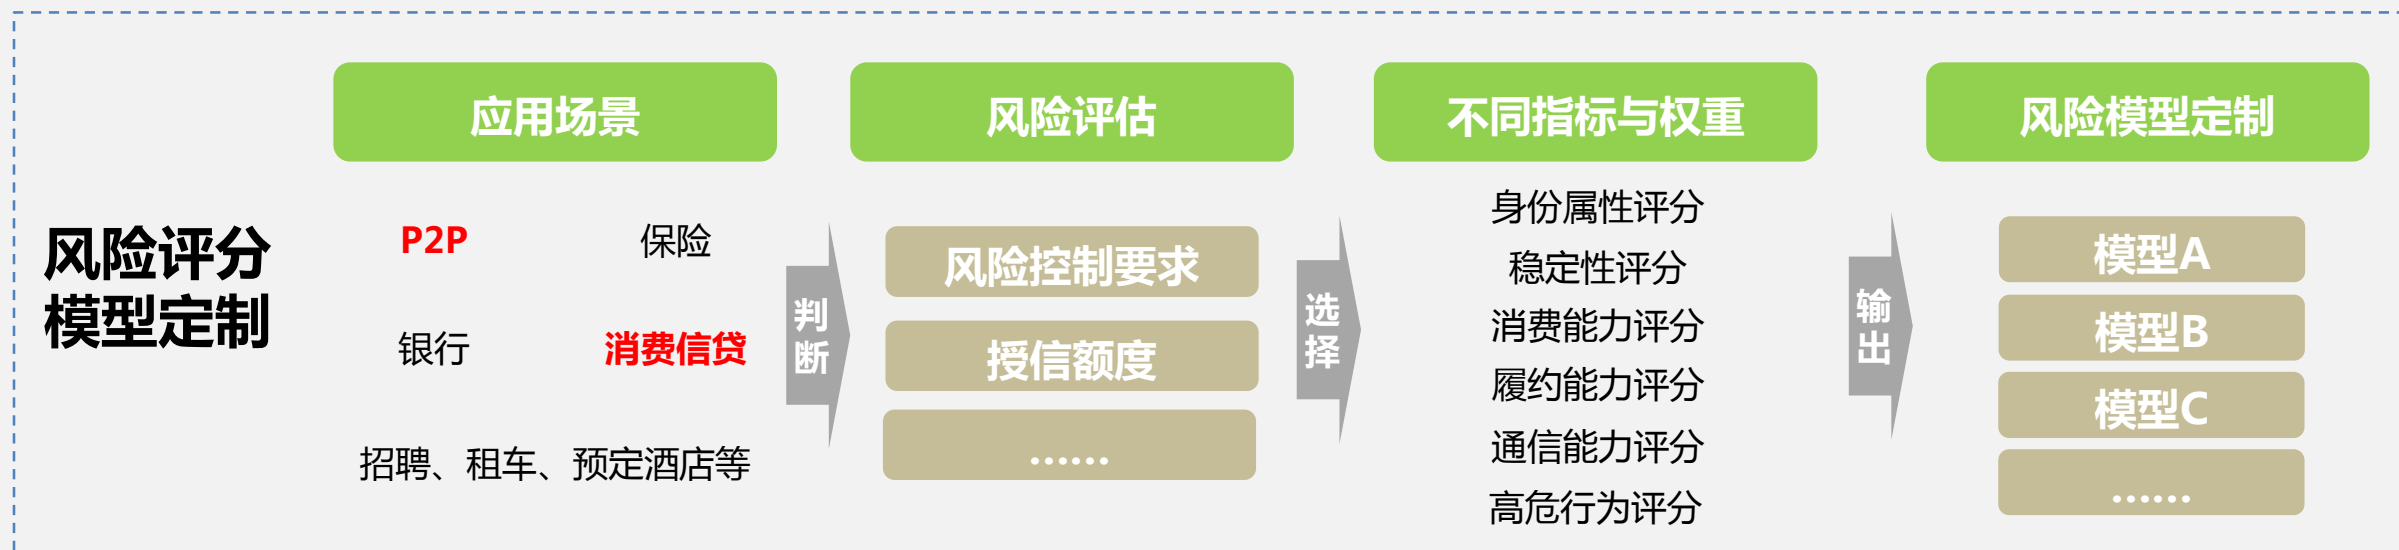 风险评分
模型定制
应用场景
P2P
保险
银行
消费信贷
招聘、租车、预定酒店等
判
断
风险评估
风险控制要求
授信额度
......
选
择
不同指标与权重
身份属性评分
稳定性评分
消费能力评分
履约能力评分
通信能力评分
高危行为评分
输
出
风险模型定制
模型A
模型B
模型C
......